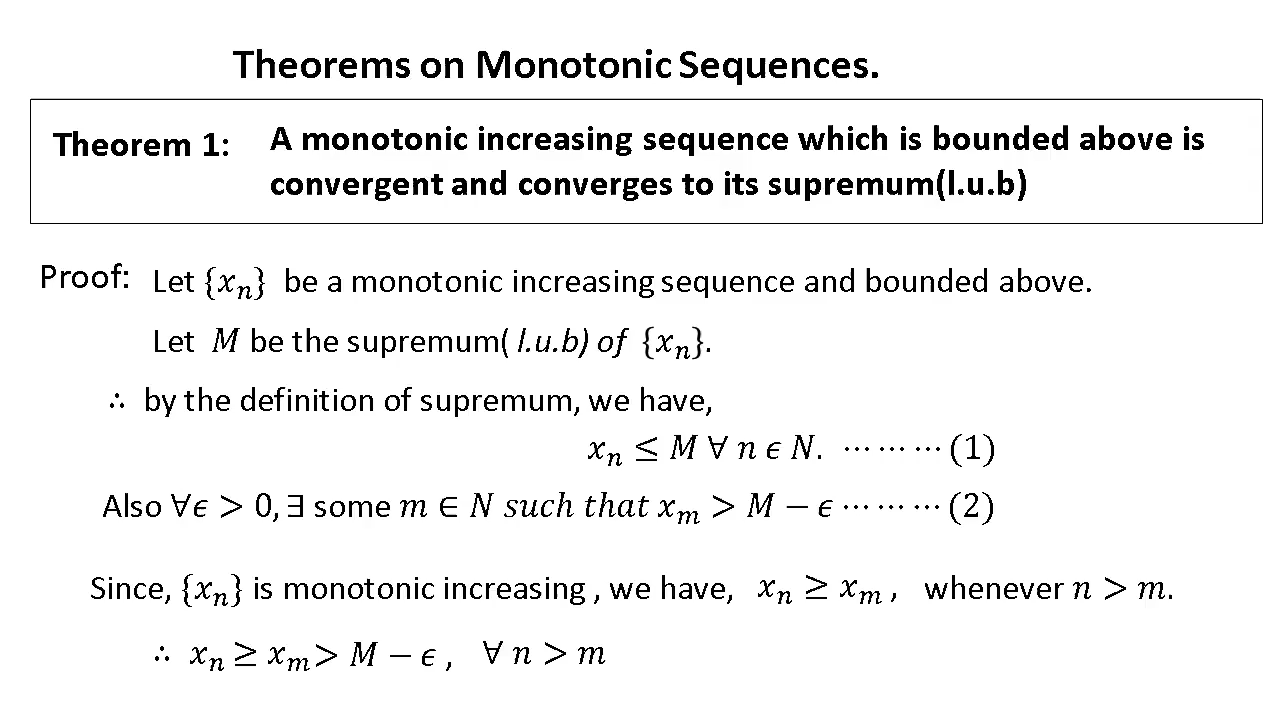 Theorems on Monotonic Sequences.
Theorem 1: A monotonic increasing sequence which is bounded above is
convergent and converges to its supremum(l.u.b)
Proof: Let {xₙ} be a monotonic increasing sequence and bounded above.
Let M be the supremum( l.u.b) of {xₙ}.
∴ by the definition of supremum, we have,
xₙ ≤ M ∀ n ϵ N. ⋯ ⋯ ⋯ (1)
Also ∀ϵ > 0, ∃ some m ∈ N such that xₘ > M − ϵ ⋯ ⋯ ⋯ (2)
Since, {xₙ} is monotonic increasing , we have, xₙ ≥ xₘ , whenever n > m.
∴ xₙ ≥ xₘ > M − ϵ , ∀ n > m